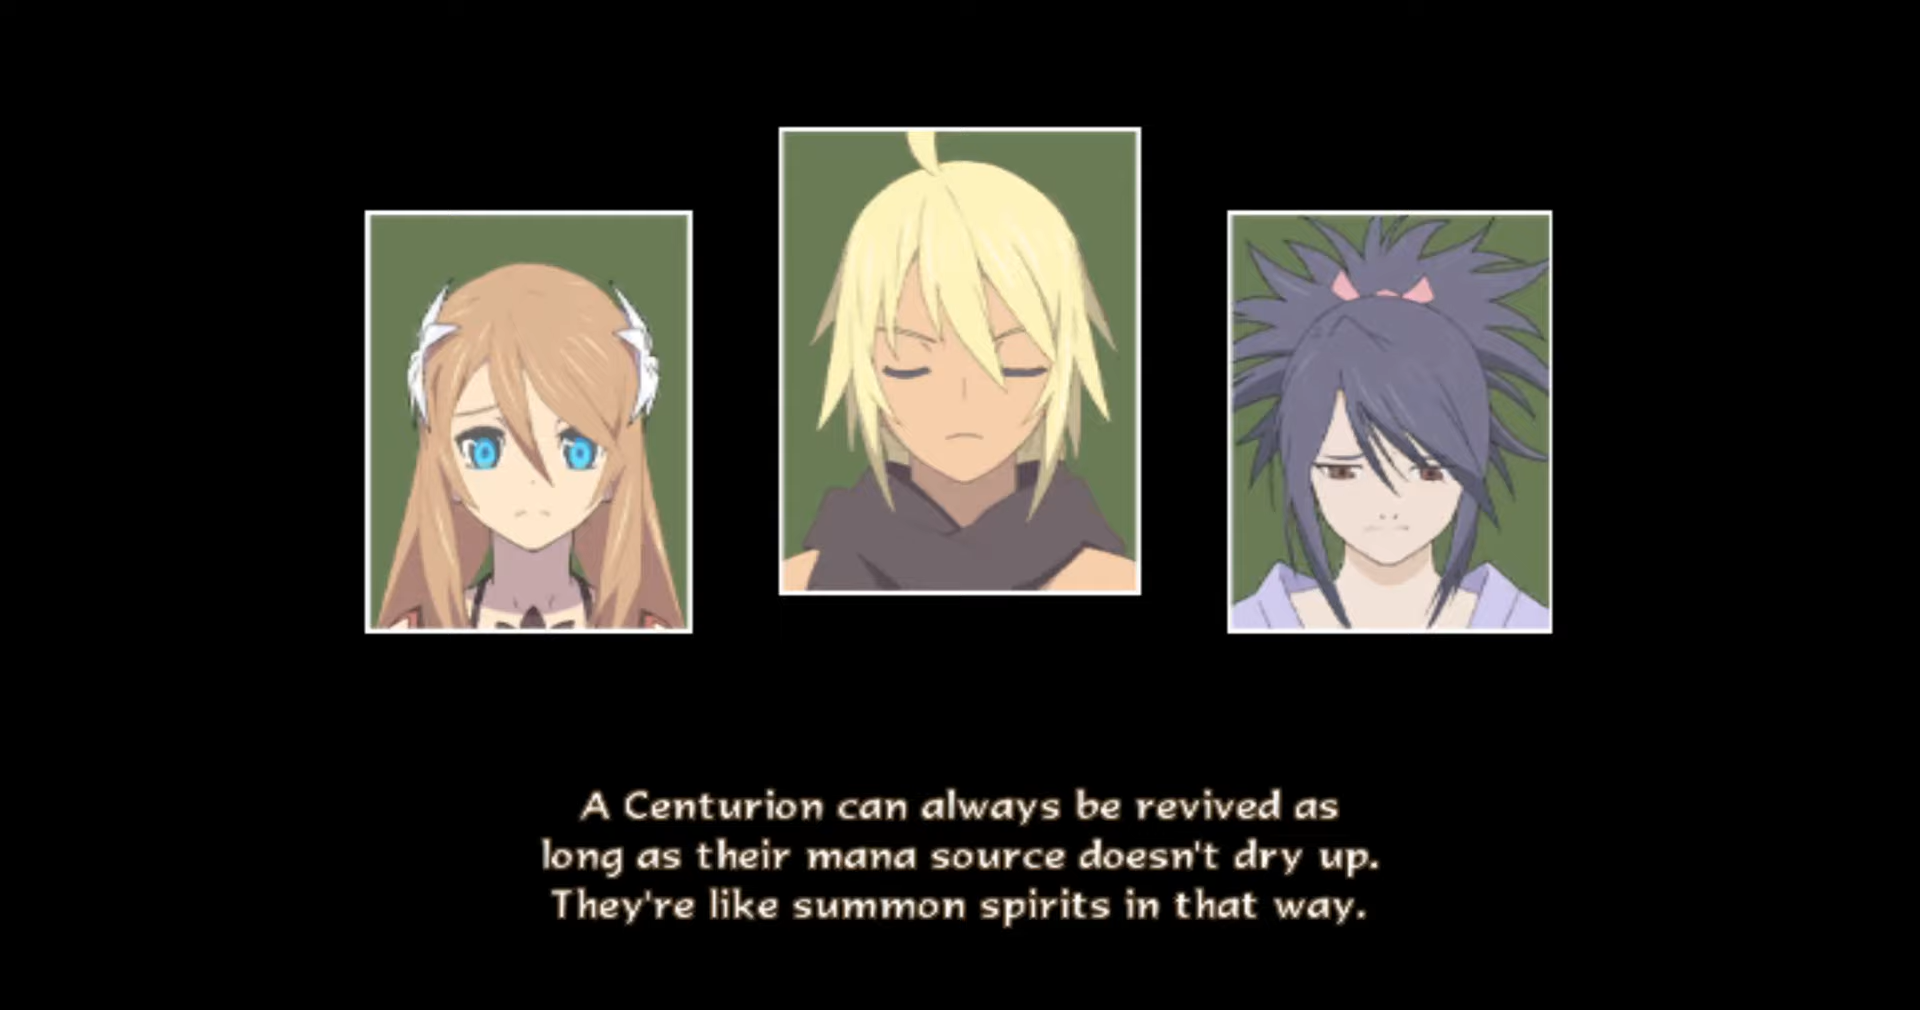 A Centurion can always be revived as
long as their mana source doesn't dry up.
They're like summon spirits in that way.